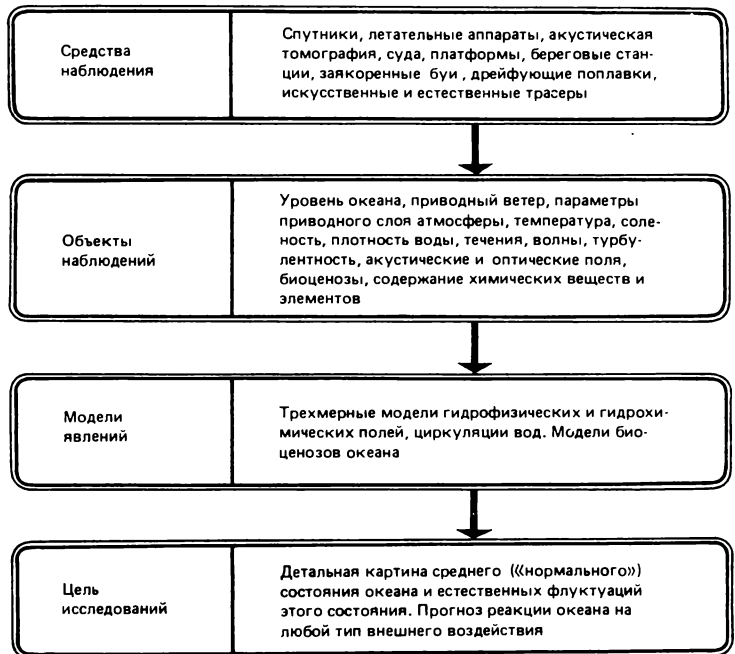 Средства
наблюдения
Спутники, летательные аппараты, акустическая
томография, суда, платформы, береговые стан-
ции, заякоренные буи , дрейфующие поплавки,
искусственные и естественные трасеры
Объекты
наблюдений
Уровень океана, приводный ветер, параметры
приводного слоя атмосферы, температура, соле-
ность, плотность воды, течения, волны, турбу-
лентность, акустические и оптические поля,
биоценозы, содержание химических веществ и
элементов
Модели
явлений
Трехмерные модели гидрофизических и гидрохи-
мических полей, циркуляции вод. Модели био-
ценозов океана
Цель
исследований
Детальная картина среднего («нормального»)
состояния океана и естественных флуктуаций
этого состояния. Прогноз реакции океана на
любой тип внешнего воздействия